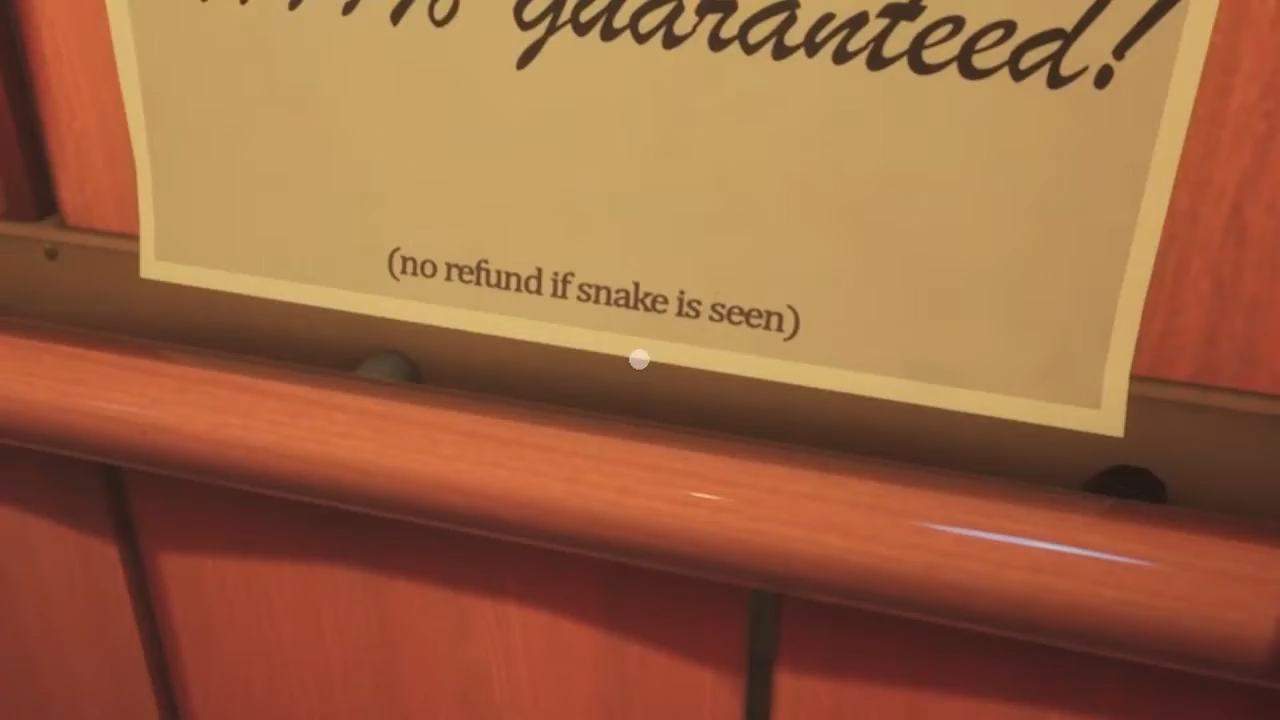 guaranteed!
(no refund if snake is seen)